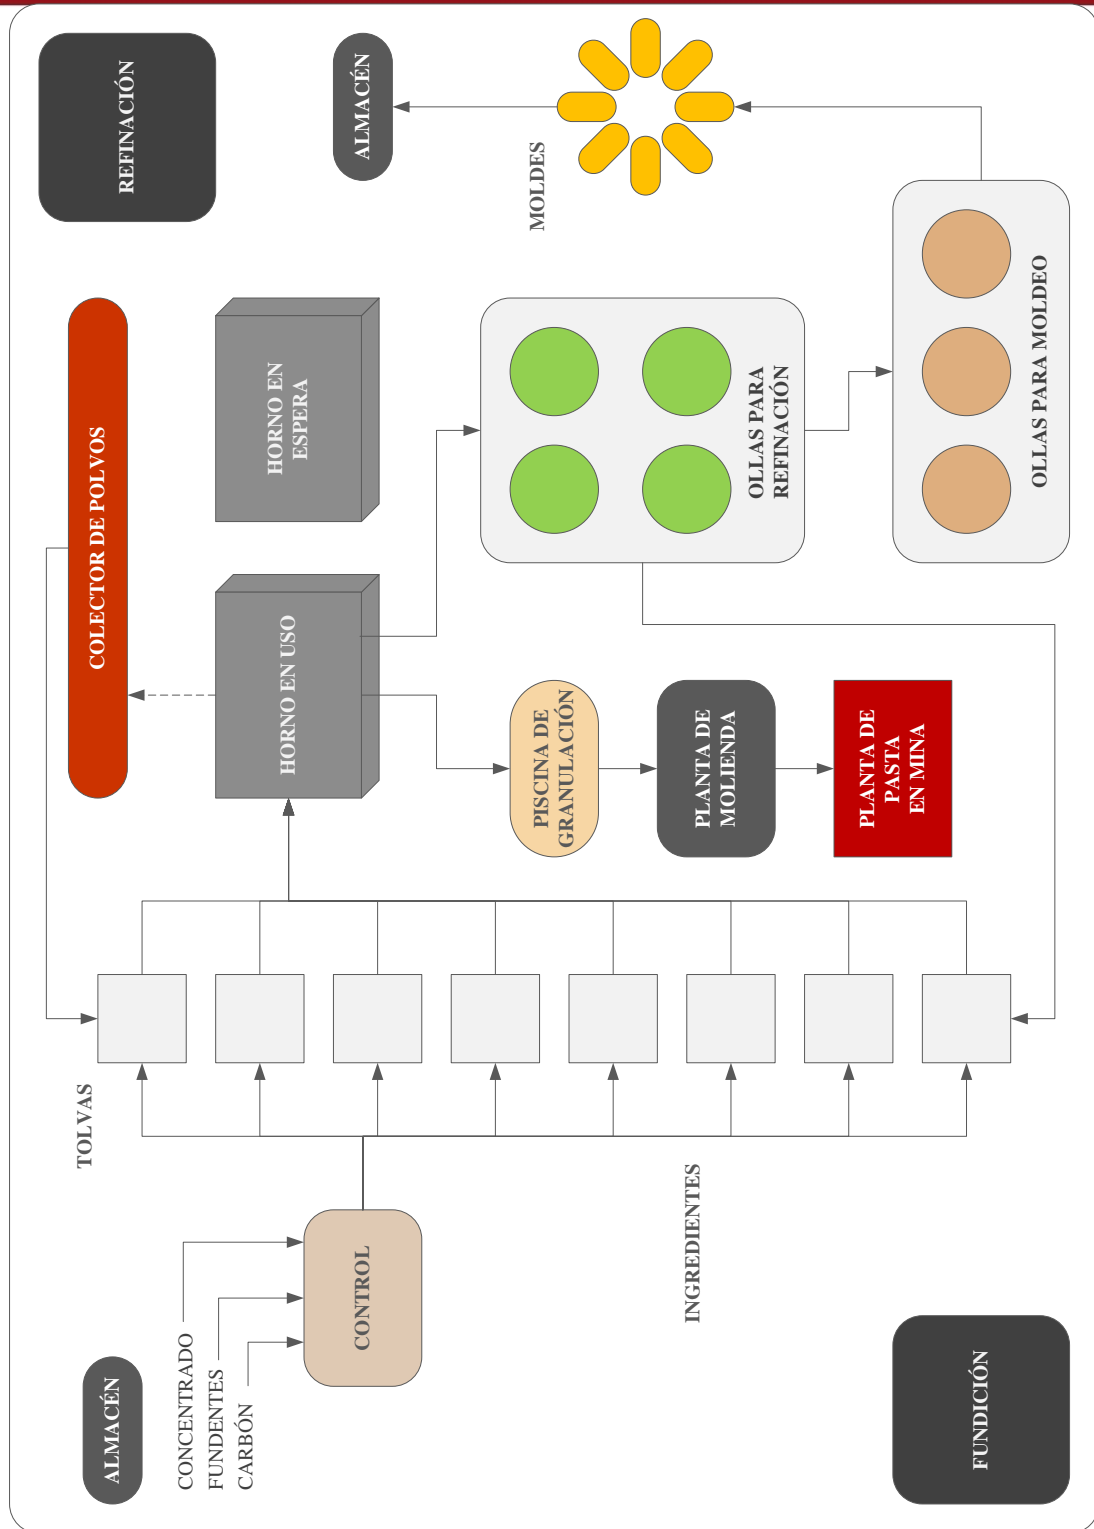 ALMACÉN
CONCENTRADO
FUNDENTES
CARBÓN
CONTROL
TOLVAS
INGREDIENTES
FUNDICIÓN
COLECTOR DE POLVOS
HORNO EN USO
HORNO EN
ESPERA
PISCINA DE
GRANULACIÓN
PLANTA DE
MOLIENDA
PLANTA DE
PASTA
EN MINA
OLLAS PARA
REFINACIÓN
OLLAS PARA MOLDEO
MOLDES
ALMACÉN
REFINACIÓN